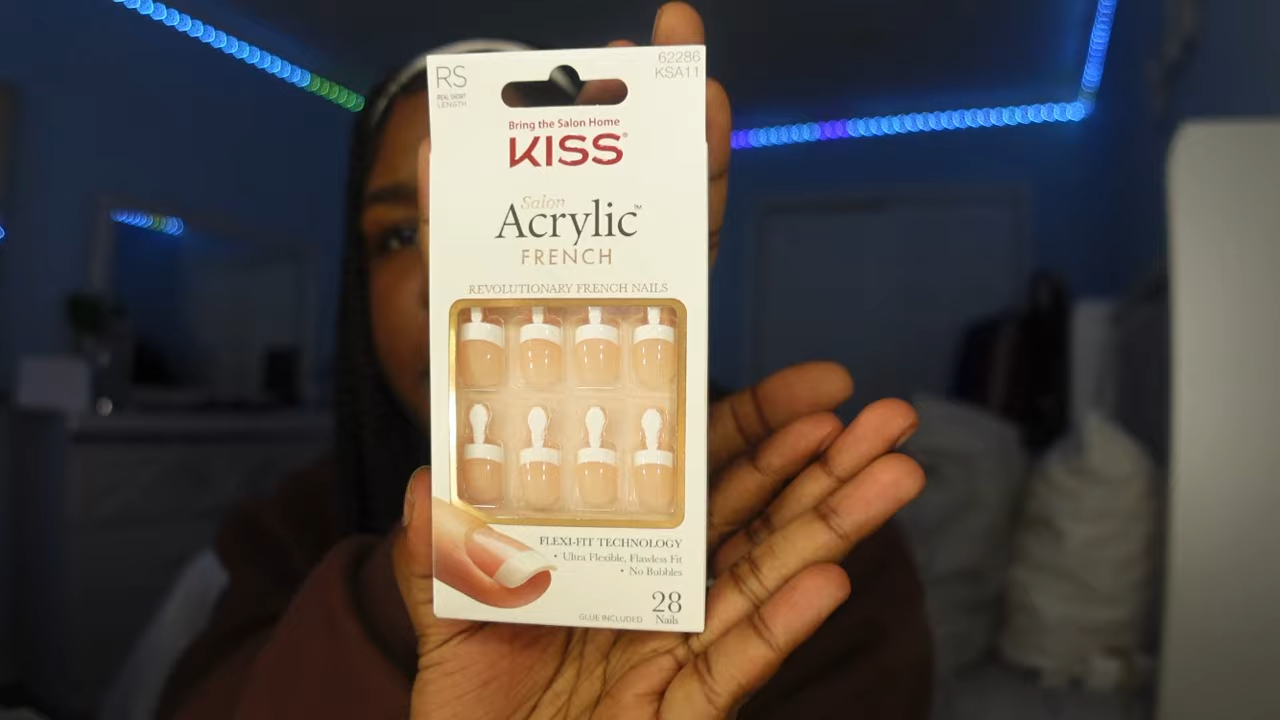 RS
REAL SHORT
LENGTH
62286
KSA11
Bring the Salon Home
KISS®
Salon
Acrylic™
FRENCH
REVOLUTIONARY FRENCH NAILS
FLEXI-FIT TECHNOLOGY
• Ultra Flexible, Flawless Fit
• No Bubbles
28
Nails
GLUE INCLUDED